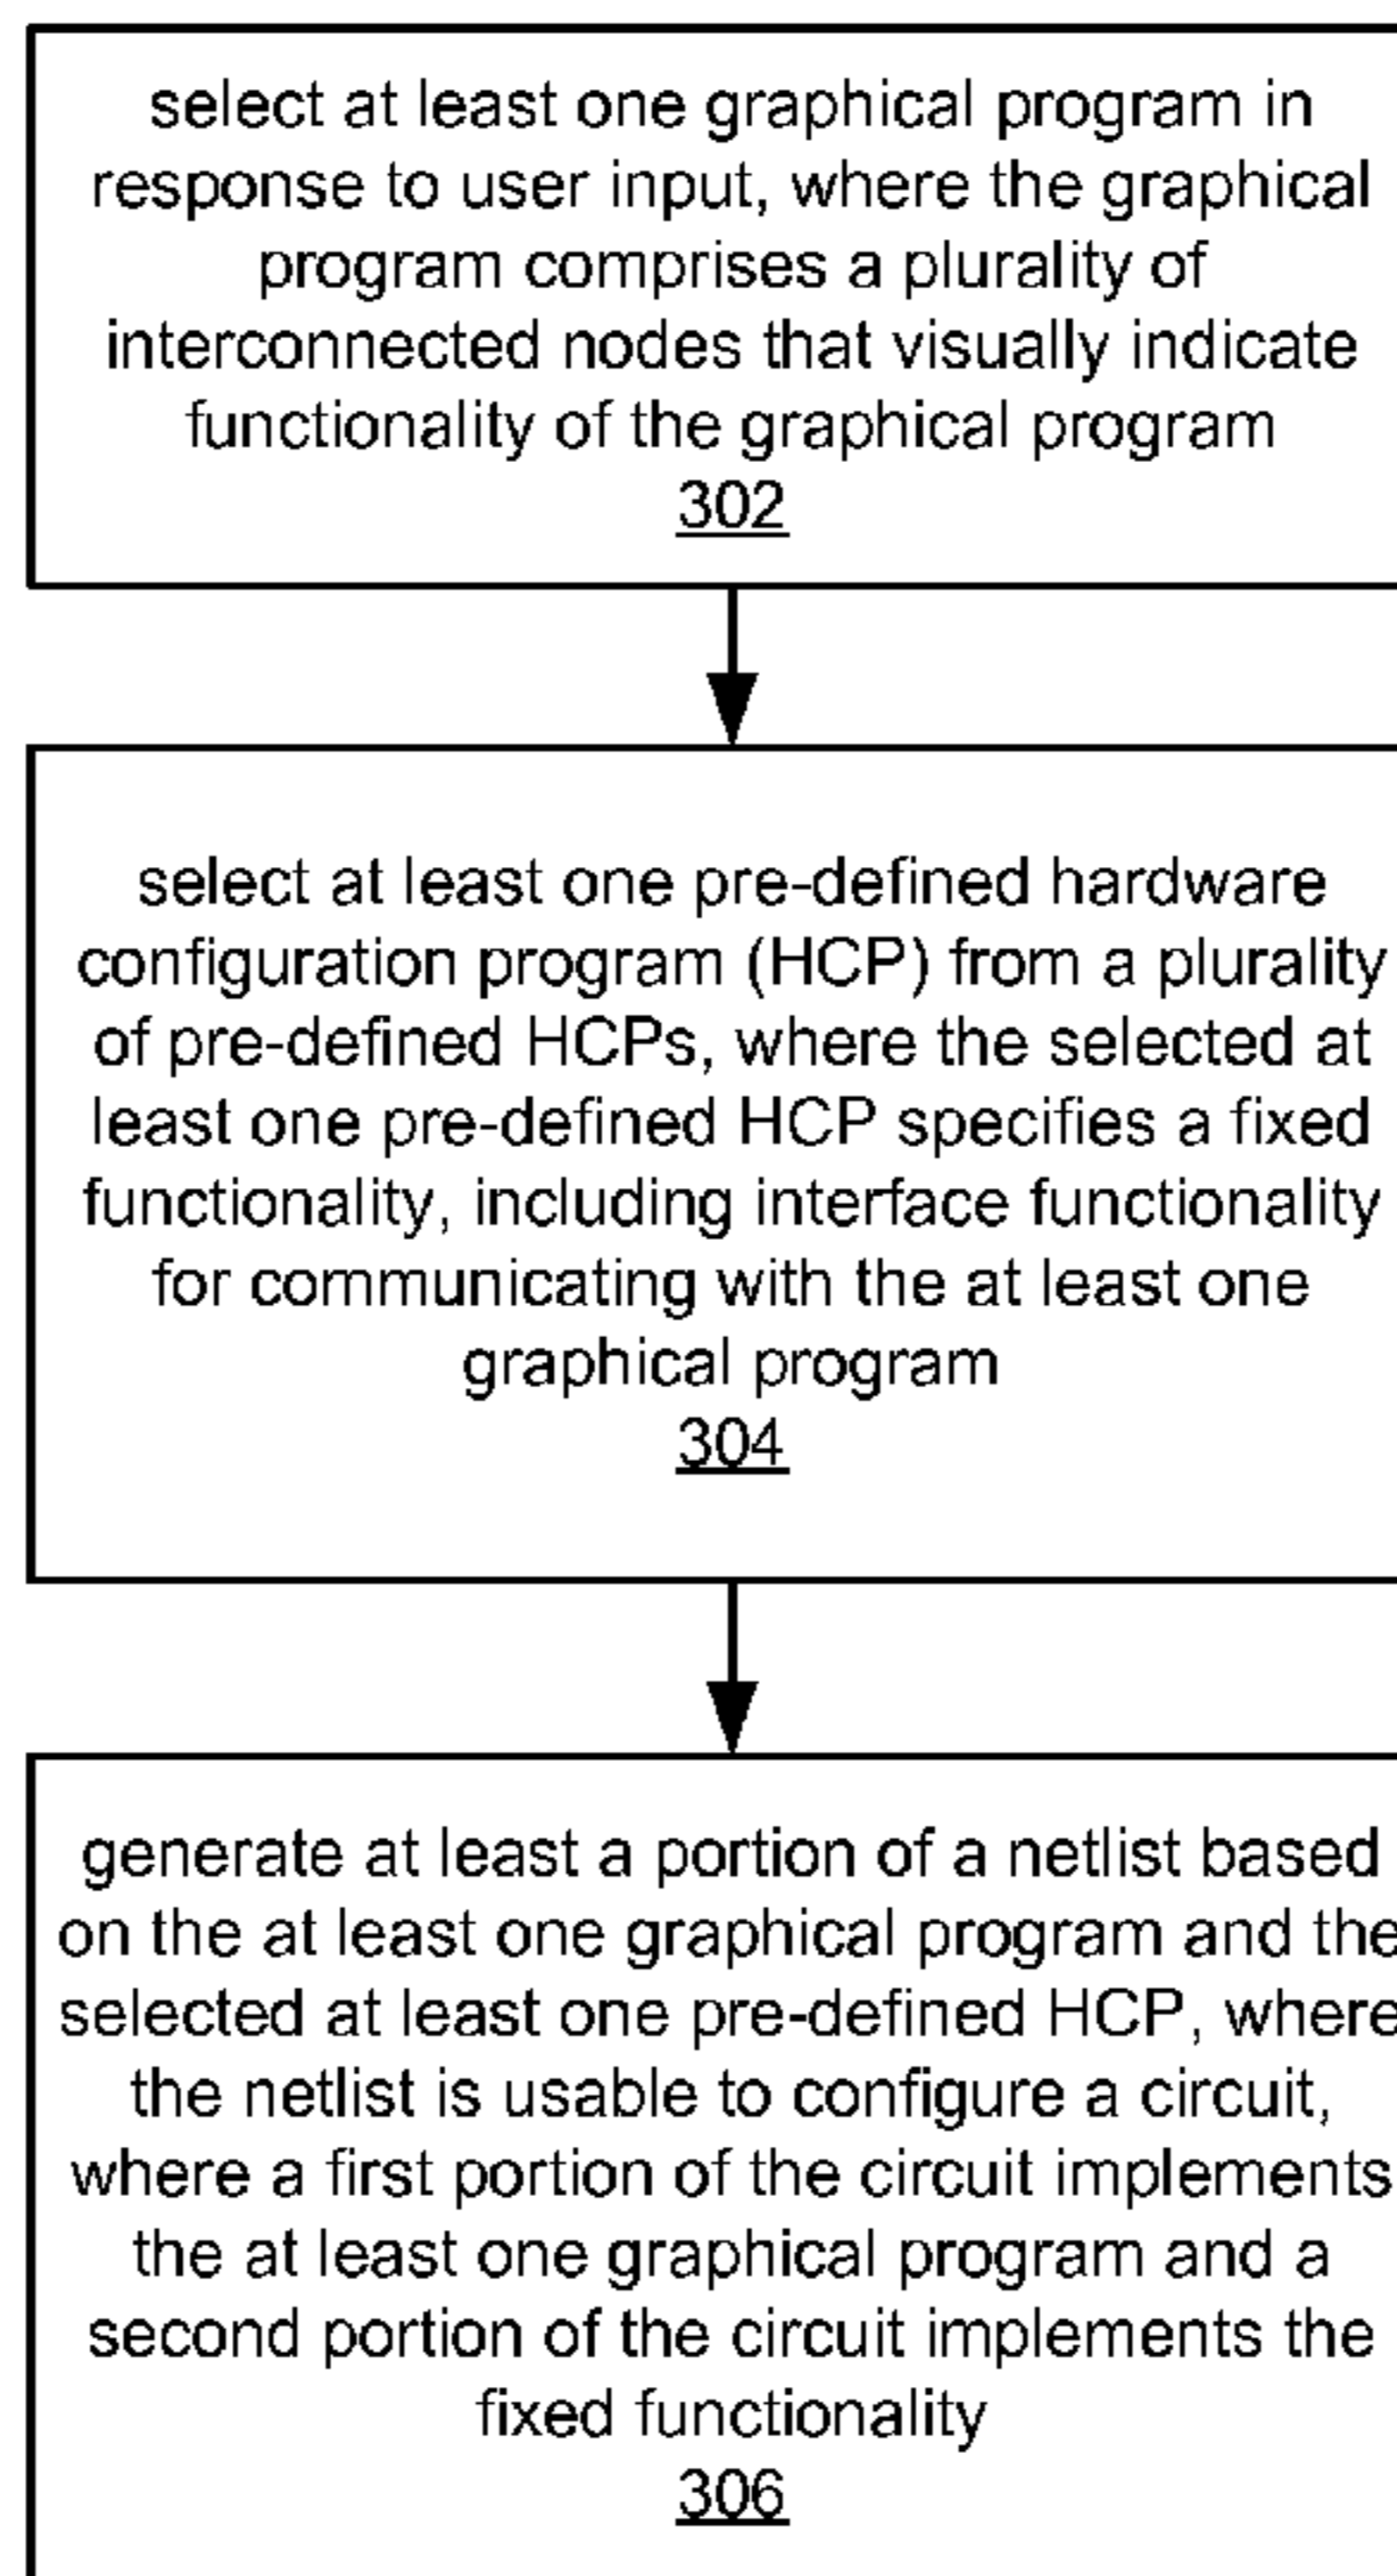 select at least one graphical program in
response to user input, where the graphical
program comprises a plurality of
interconnected nodes that visually indicate
functionality of the graphical program
302
select at least one pre-defined hardware
configuration program (HCP) from a plurality
of pre-defined HCPs, where the selected at
least one pre-defined HCP specifies a fixed
functionality, including interface functionality
for communicating with the at least one
graphical program
304
generate at least a portion of a netlist based
on the at least one graphical program and the
selected at least one pre-defined HCP, where
the netlist is usable to configure a circuit,
where a first portion of the circuit implements
the at least one graphical program and a
second portion of the circuit implements the
fixed functionality
306